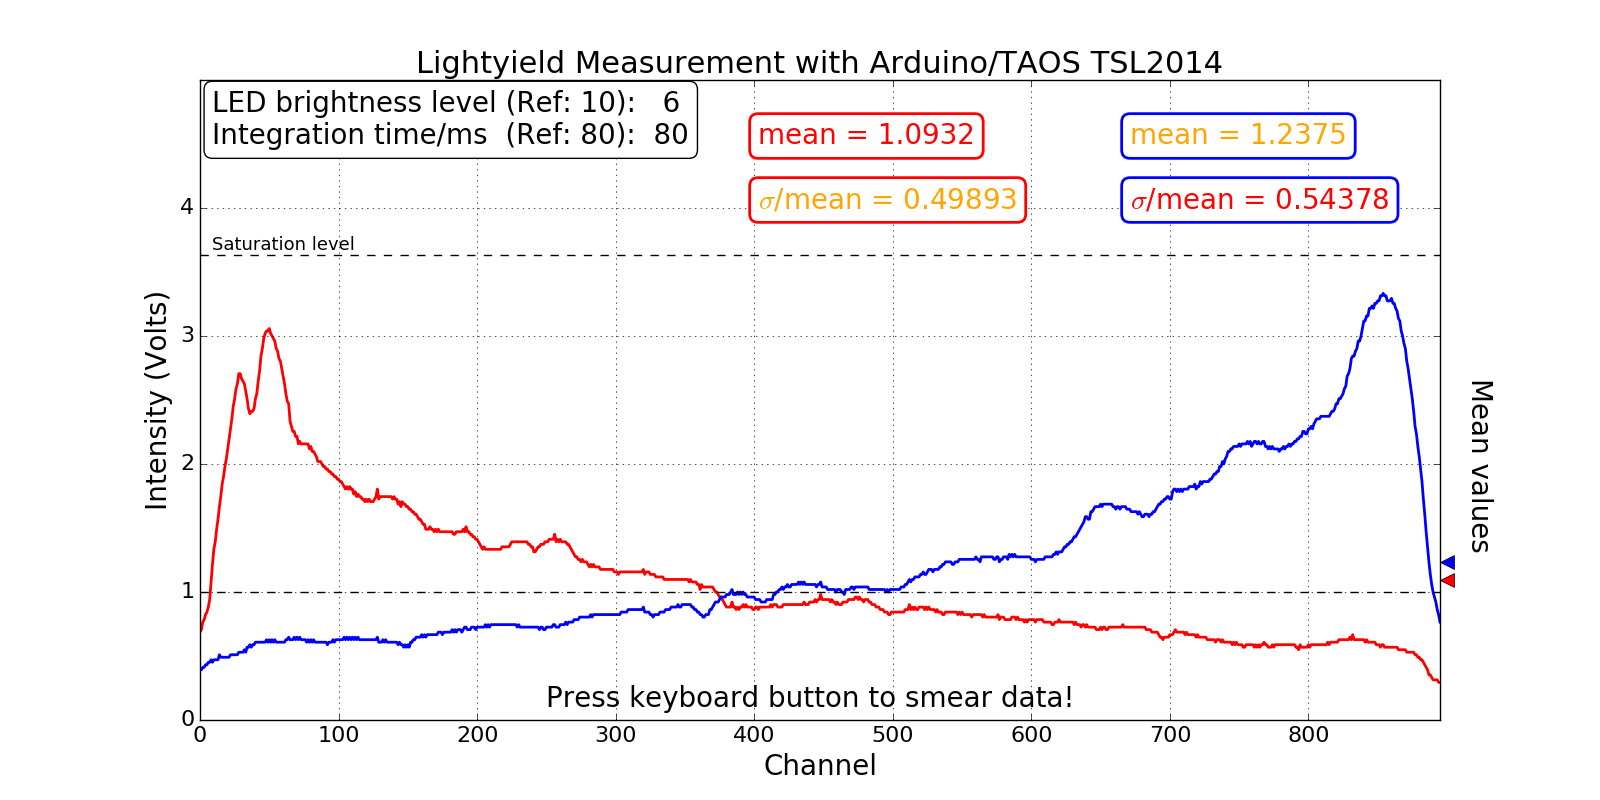 Lightyield Measurement with Arduino/TAOS TSL2014
LED brightness level (Ref: 10):   6
Integration time/ms  (Ref: 80):  80
mean = 1.0932
mean = 1.2375
σ/mean = 0.49893
σ/mean = 0.54378
Saturation level
4
3
2
1
0
Intensity (Volts)
Mean values
Press keyboard button to smear data!
0 100 200 300 400 500 600 700 800
Channel